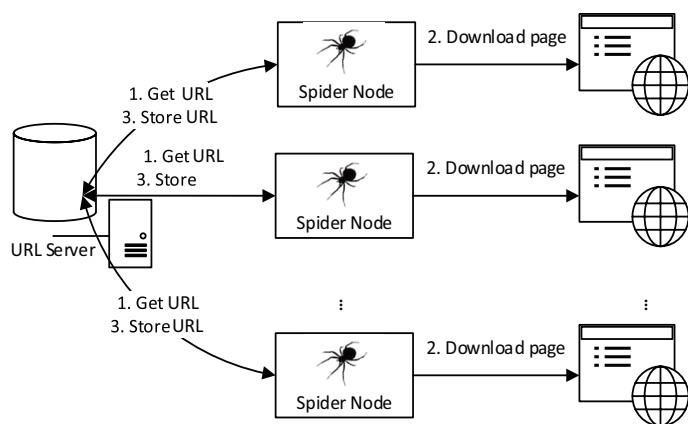 2. Download page
1. Get URL
3. Store URL
Spider Node
1. Get URL
3. Store
2. Download page
Spider Node
URL Server
1. Get URL
3. Store URL
...
...
2. Download page
Spider Node